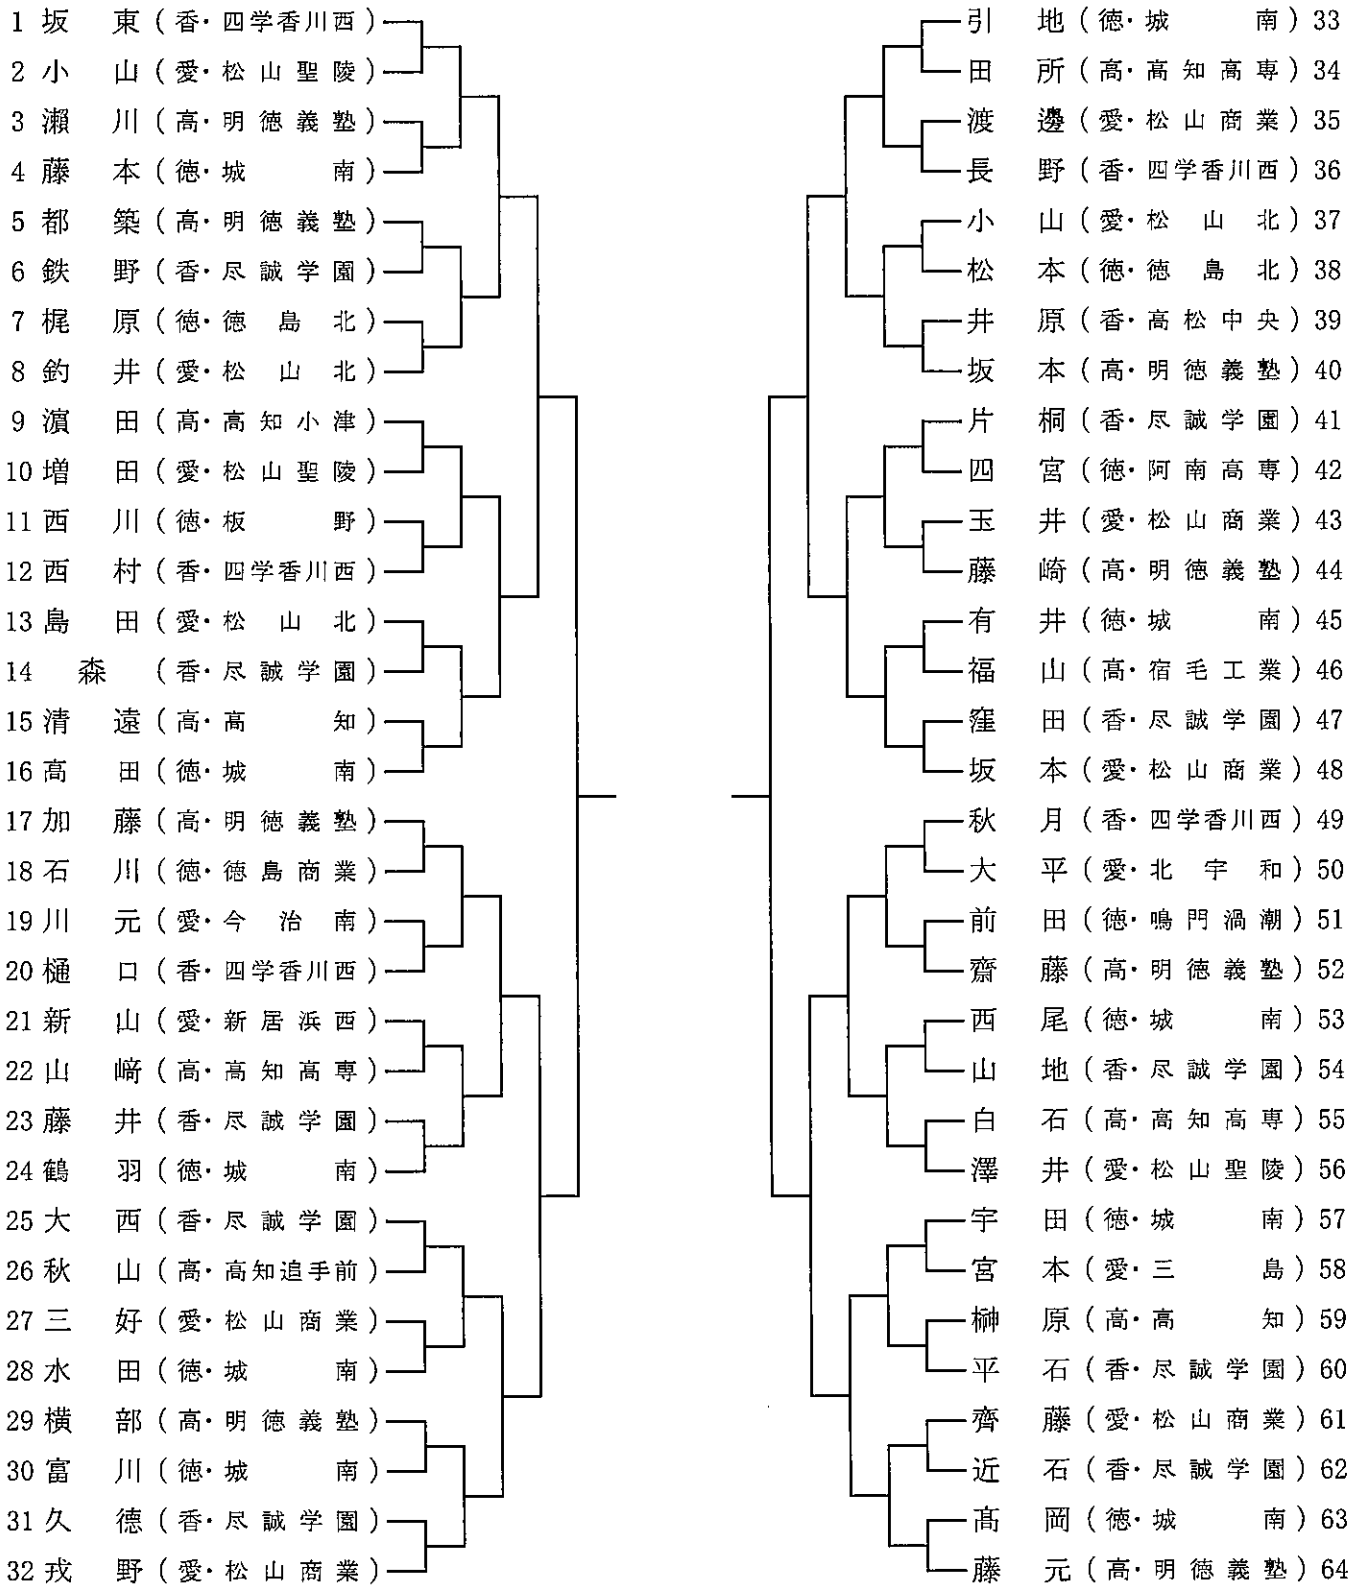 1 坂東 (香・四学香川西)
2 小山 (愛・松山聖陵)
3 瀬川 (高・明徳義塾)
4 藤本 (徳・城南)
5 都築 (高・明徳義塾)
6 鉄野 (香・尽誠学園)
7 梶原 (徳・徳島北)
8 釣井 (愛・松山北)
9 濵田 (高・高知小津)
10 増田 (愛・松山聖陵)
11 西川 (徳・板野)
12 西村 (香・四学香川西)
13 島田 (愛・松山北)
14 森 (香・尽誠学園)
15 清遠 (高・高知)
16 高田 (徳・城南)
17 加藤 (高・明徳義塾)
18 石川 (徳・徳島商業)
19 川元 (愛・今治南)
20 樋口 (香・四学香川西)
21 新山 (愛・新居浜西)
22 山﨑 (高・高知高専)
23 藤井 (香・尽誠学園)
24 鶴羽 (徳・城南)
25 大西 (香・尽誠学園)
26 秋山 (高・高知追手前)
27 三好 (愛・松山商業)
28 水田 (徳・城南)
29 横部 (高・明徳義塾)
30 富川 (徳・城南)
31 久德 (香・尽誠学園)
32 戎野 (愛・松山商業)
引地 (徳・城南) 33
田所 (高・高知高専) 34
渡邊 (愛・松山商業) 35
長野 (香・四学香川西) 36
小山 (愛・松山北) 37
松本 (徳・徳島北) 38
井原 (香・高松中央) 39
坂本 (高・明徳義塾) 40
片桐 (香・尽誠学園) 41
四宮 (徳・阿南高専) 42
玉井 (愛・松山商業) 43
藤崎 (高・明徳義塾) 44
有井 (徳・城南) 45
福山 (高・宿毛工業) 46
窪田 (香・尽誠学園) 47
坂本 (愛・松山商業) 48
秋月 (香・四学香川西) 49
大平 (愛・北宇和) 50
前田 (徳・鳴門渦潮) 51
齋藤 (高・明徳義塾) 52
西尾 (徳・城南) 53
山地 (香・尽誠学園) 54
白石 (高・高知高専) 55
澤井 (愛・松山聖陵) 56
宇田 (徳・城南) 57
宮本 (愛・三島) 58
榊原 (高・高知) 59
平石 (香・尽誠学園) 60
齊藤 (愛・松山商業) 61
近石 (香・尽誠学園) 62
髙岡 (徳・城南) 63
藤元 (高・明徳義塾) 64